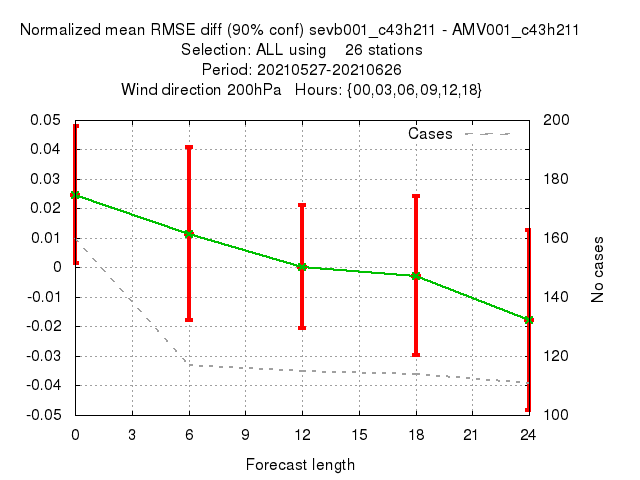 Normalized mean RMSE diff (90% conf) sevb001_c43h211 - AMV001_c43h211
Selection: ALL using    26 stations
Period: 20210527-20210626
Wind direction 200hPa   Hours: {00,03,06,09,12,18}
Cases
0.05
0.04
0.03
0.02
0.01
0
-0.01
-0.02
-0.03
-0.04
-0.05
200
180
160
140
120
100
No cases
0 3 6 9 12 15 18 21 24
Forecast length